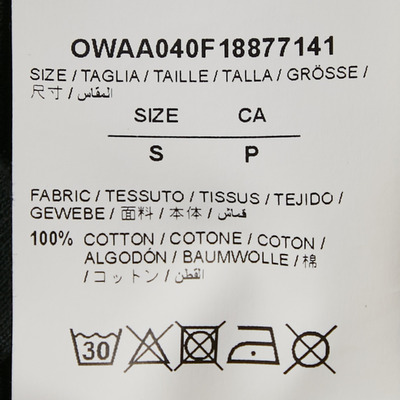 OWAA040F18877141
SIZE / TAGLIA / TAILLE / TALLA / GRÖSSE /
尺寸 / المقاس /
SIZE CA
S P
FABRIC / TESSUTO / TISSUS / TEJIDO /
GEWEBE / 面料 / 本体 / قماش /
100% COTTON / COTONE / COTON /
ALGODÓN / BAUMWOLLE / 棉
/ コットン / القطن /
30